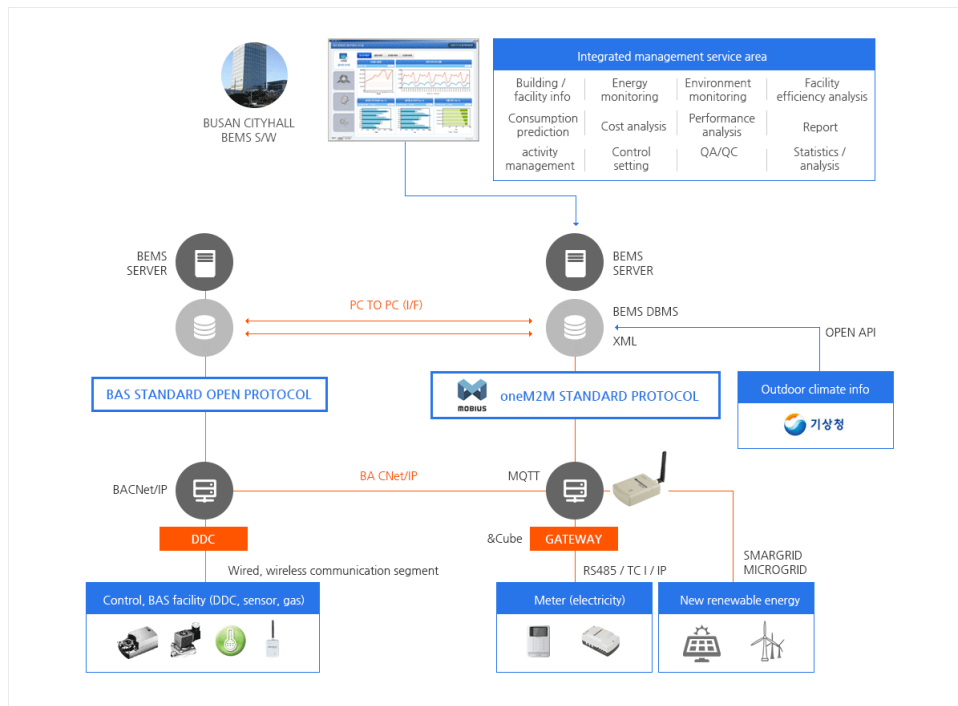 BUSAN CITYHALL
BEMS S/W
Integrated management service area
Building /
facility info
Energy
monitoring
Environment
monitoring
Facility
efficiency analysis
Consumption
prediction
Cost analysis
Performance
analysis
Report
activity
management
Control
setting
QA/QC
Statistics /
analysis
BEMS
SERVER
BEMS
SERVER
PC TO PC (I/F)
BEMS DBMS
XML
OPEN API
BAS STANDARD OPEN PROTOCOL
MOBIUS
oneM2M STANDARD PROTOCOL
Outdoor climate info
기상청
BACNet/IP
BA CNet/IP
MQTT
DDC
&Cube
GATEWAY
SMARGRID
MICROGRID
Wired, wireless communication segment
RS485 / TC I / IP
Control, BAS facility (DDC, sensor, gas)
Meter (electricity)
New renewable energy